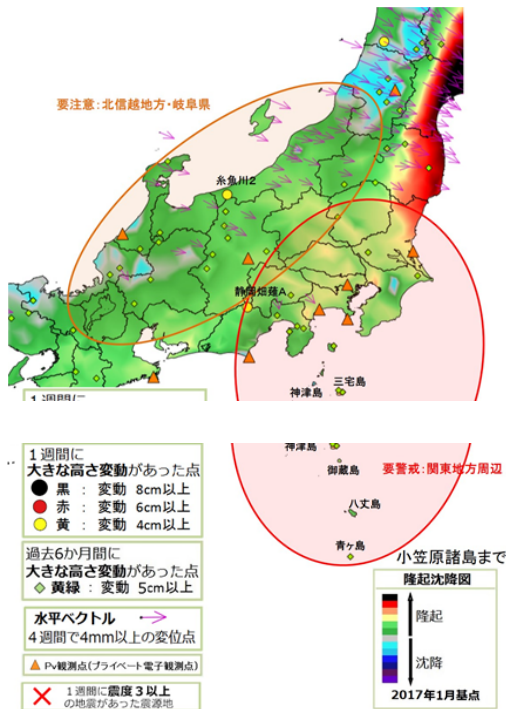 要注意:北信越地方・岐阜県
糸魚川2
静岡畑薙A
三宅島
神津島
1週間に
神津島
御蔵島
要警戒:関東地方周辺
八丈島
青ヶ島
小笠原諸島まで
1週間に
大きな高さ変動があった点
黒 : 変動 8cm以上
赤 : 変動 6cm以上
黄 : 変動 4cm以上
過去6か月間に
大きな高さ変動があった点
黄緑 : 変動 5cm以上
水平ベクトル
4週間で4mm以上の変位点
Pv観測点(プライベート電子観測点)
1週間に震度3以上
の地震があった震源地
隆起沈降図
隆起
沈降
2017年1月基点